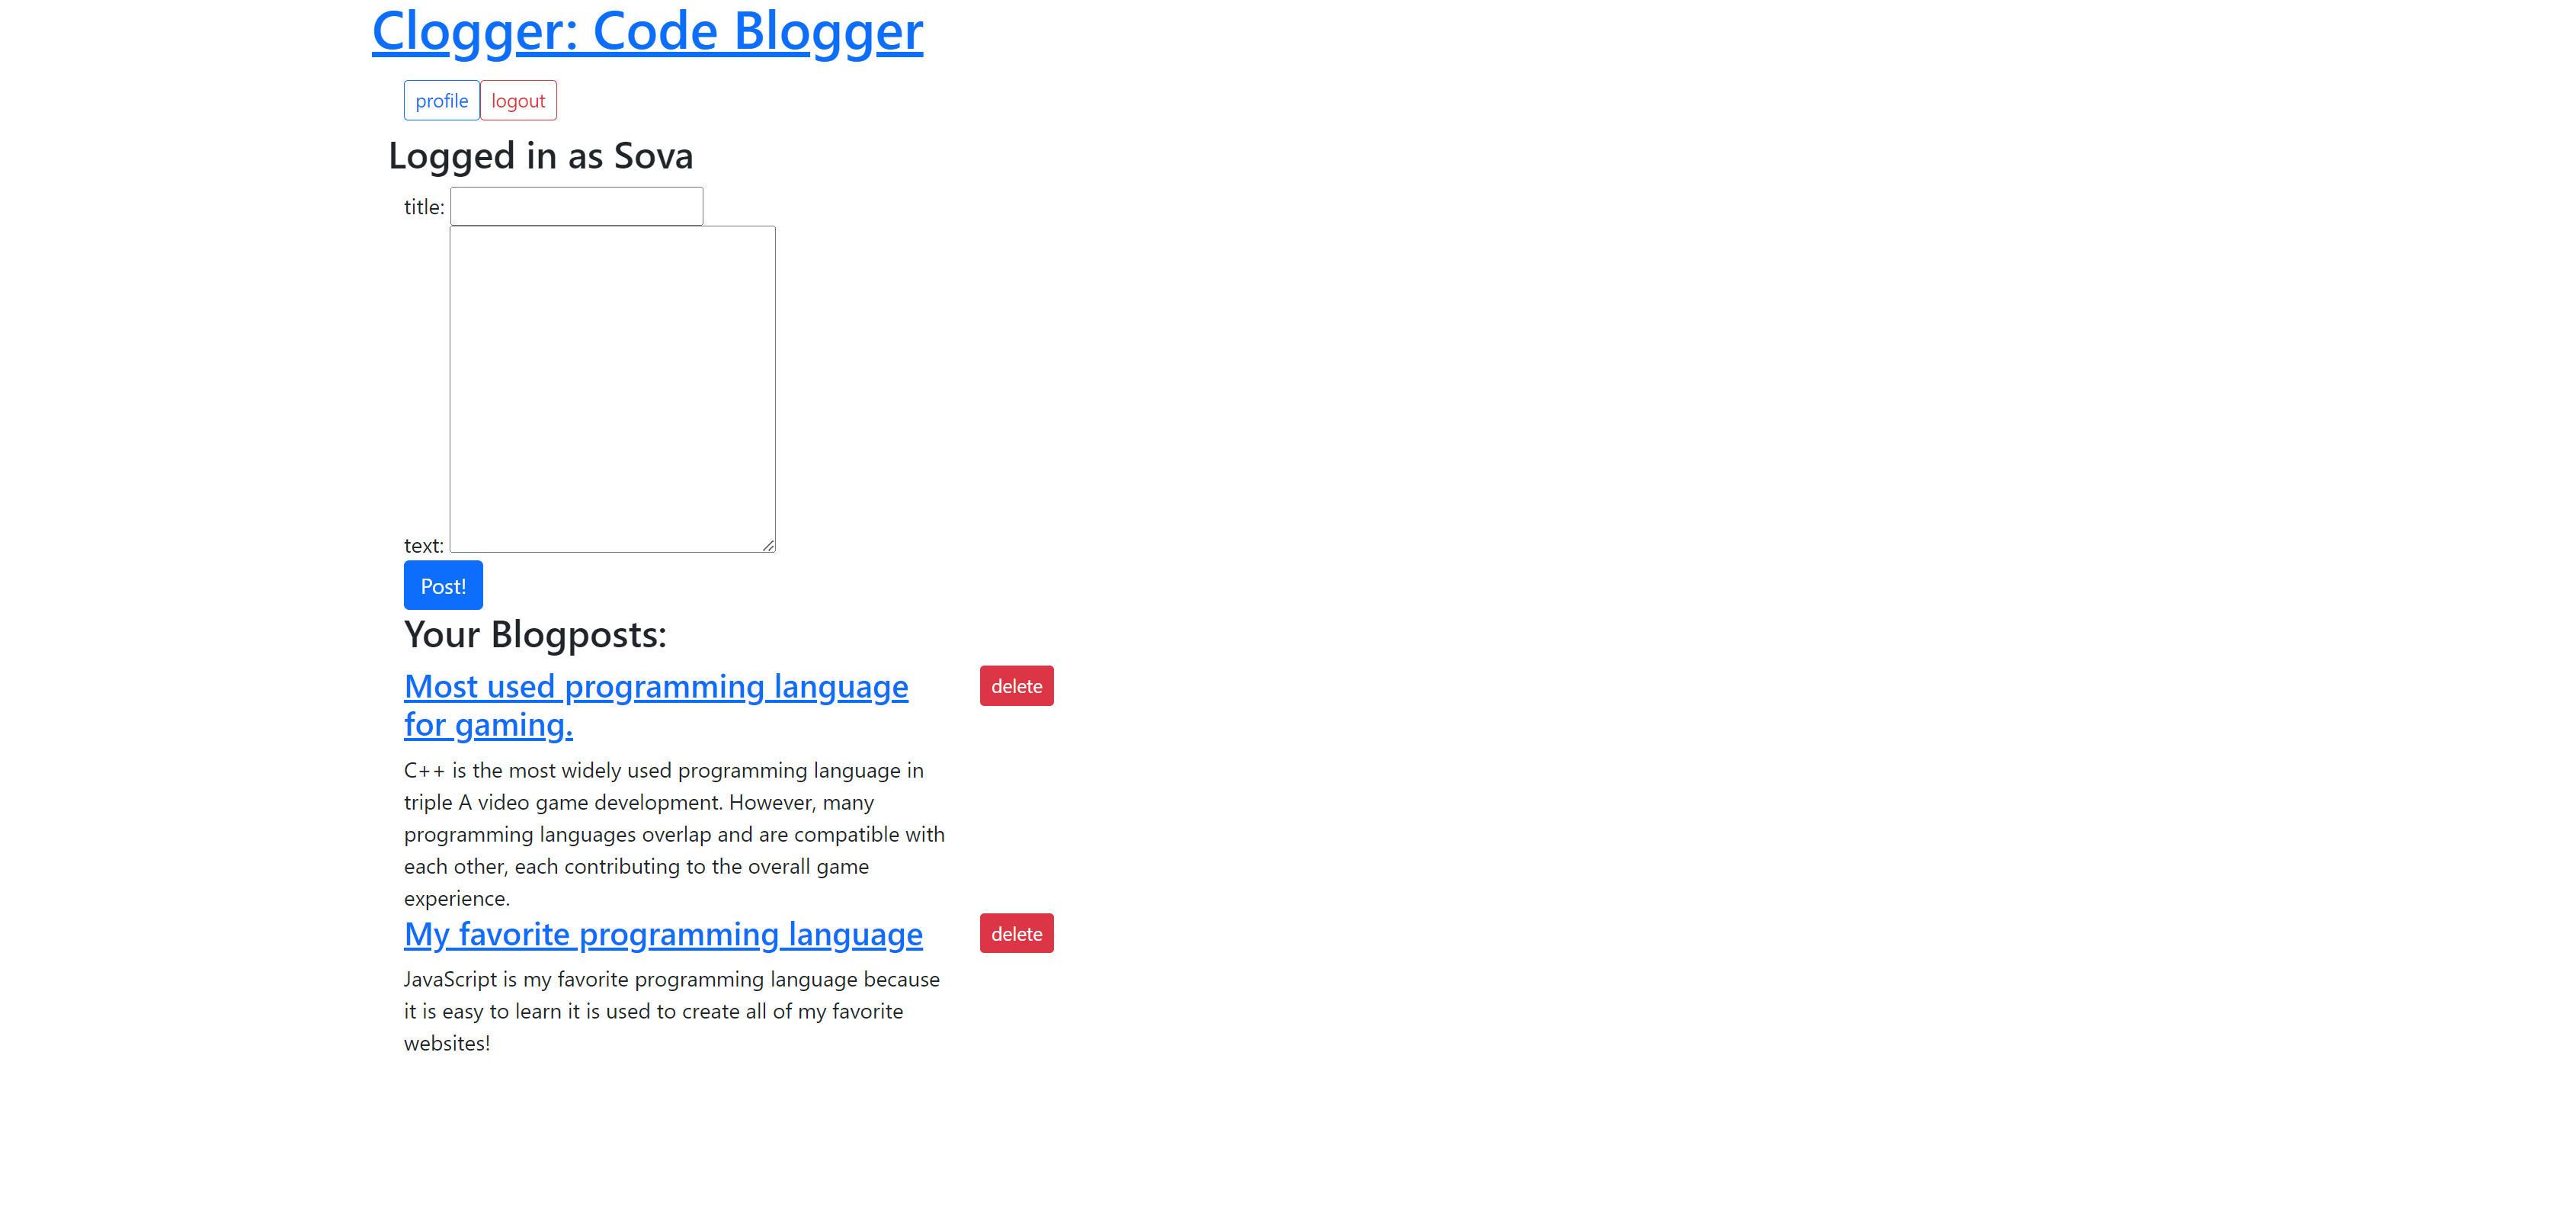 Clogger: Code Blogger
profile logout
Logged in as Sova
title:
text:
Post!
Your Blogposts:
Most used programming language delete
for gaming.
C++ is the most widely used programming language in
triple A video game development. However, many
programming languages overlap and are compatible with
each other, each contributing to the overall game
experience.
My favorite programming language delete
JavaScript is my favorite programming language because
it is easy to learn it is used to create all of my favorite
websites!